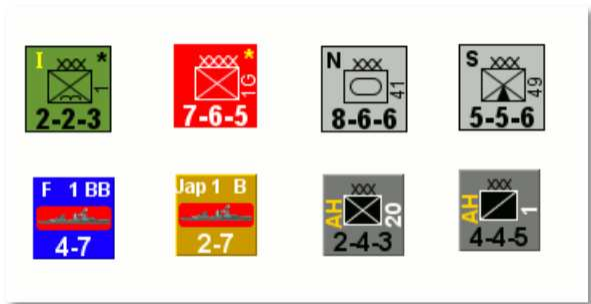 I XXX *
1
2-2-3
XXXX *
1G
7-6-5
N XXX
41
8-6-6
S XXX
49
5-5-6
F 1 BB
4-7
Jap 1 B
2-7
XXX
AH
20
2-4-3
XXX
AH
1
4-4-5